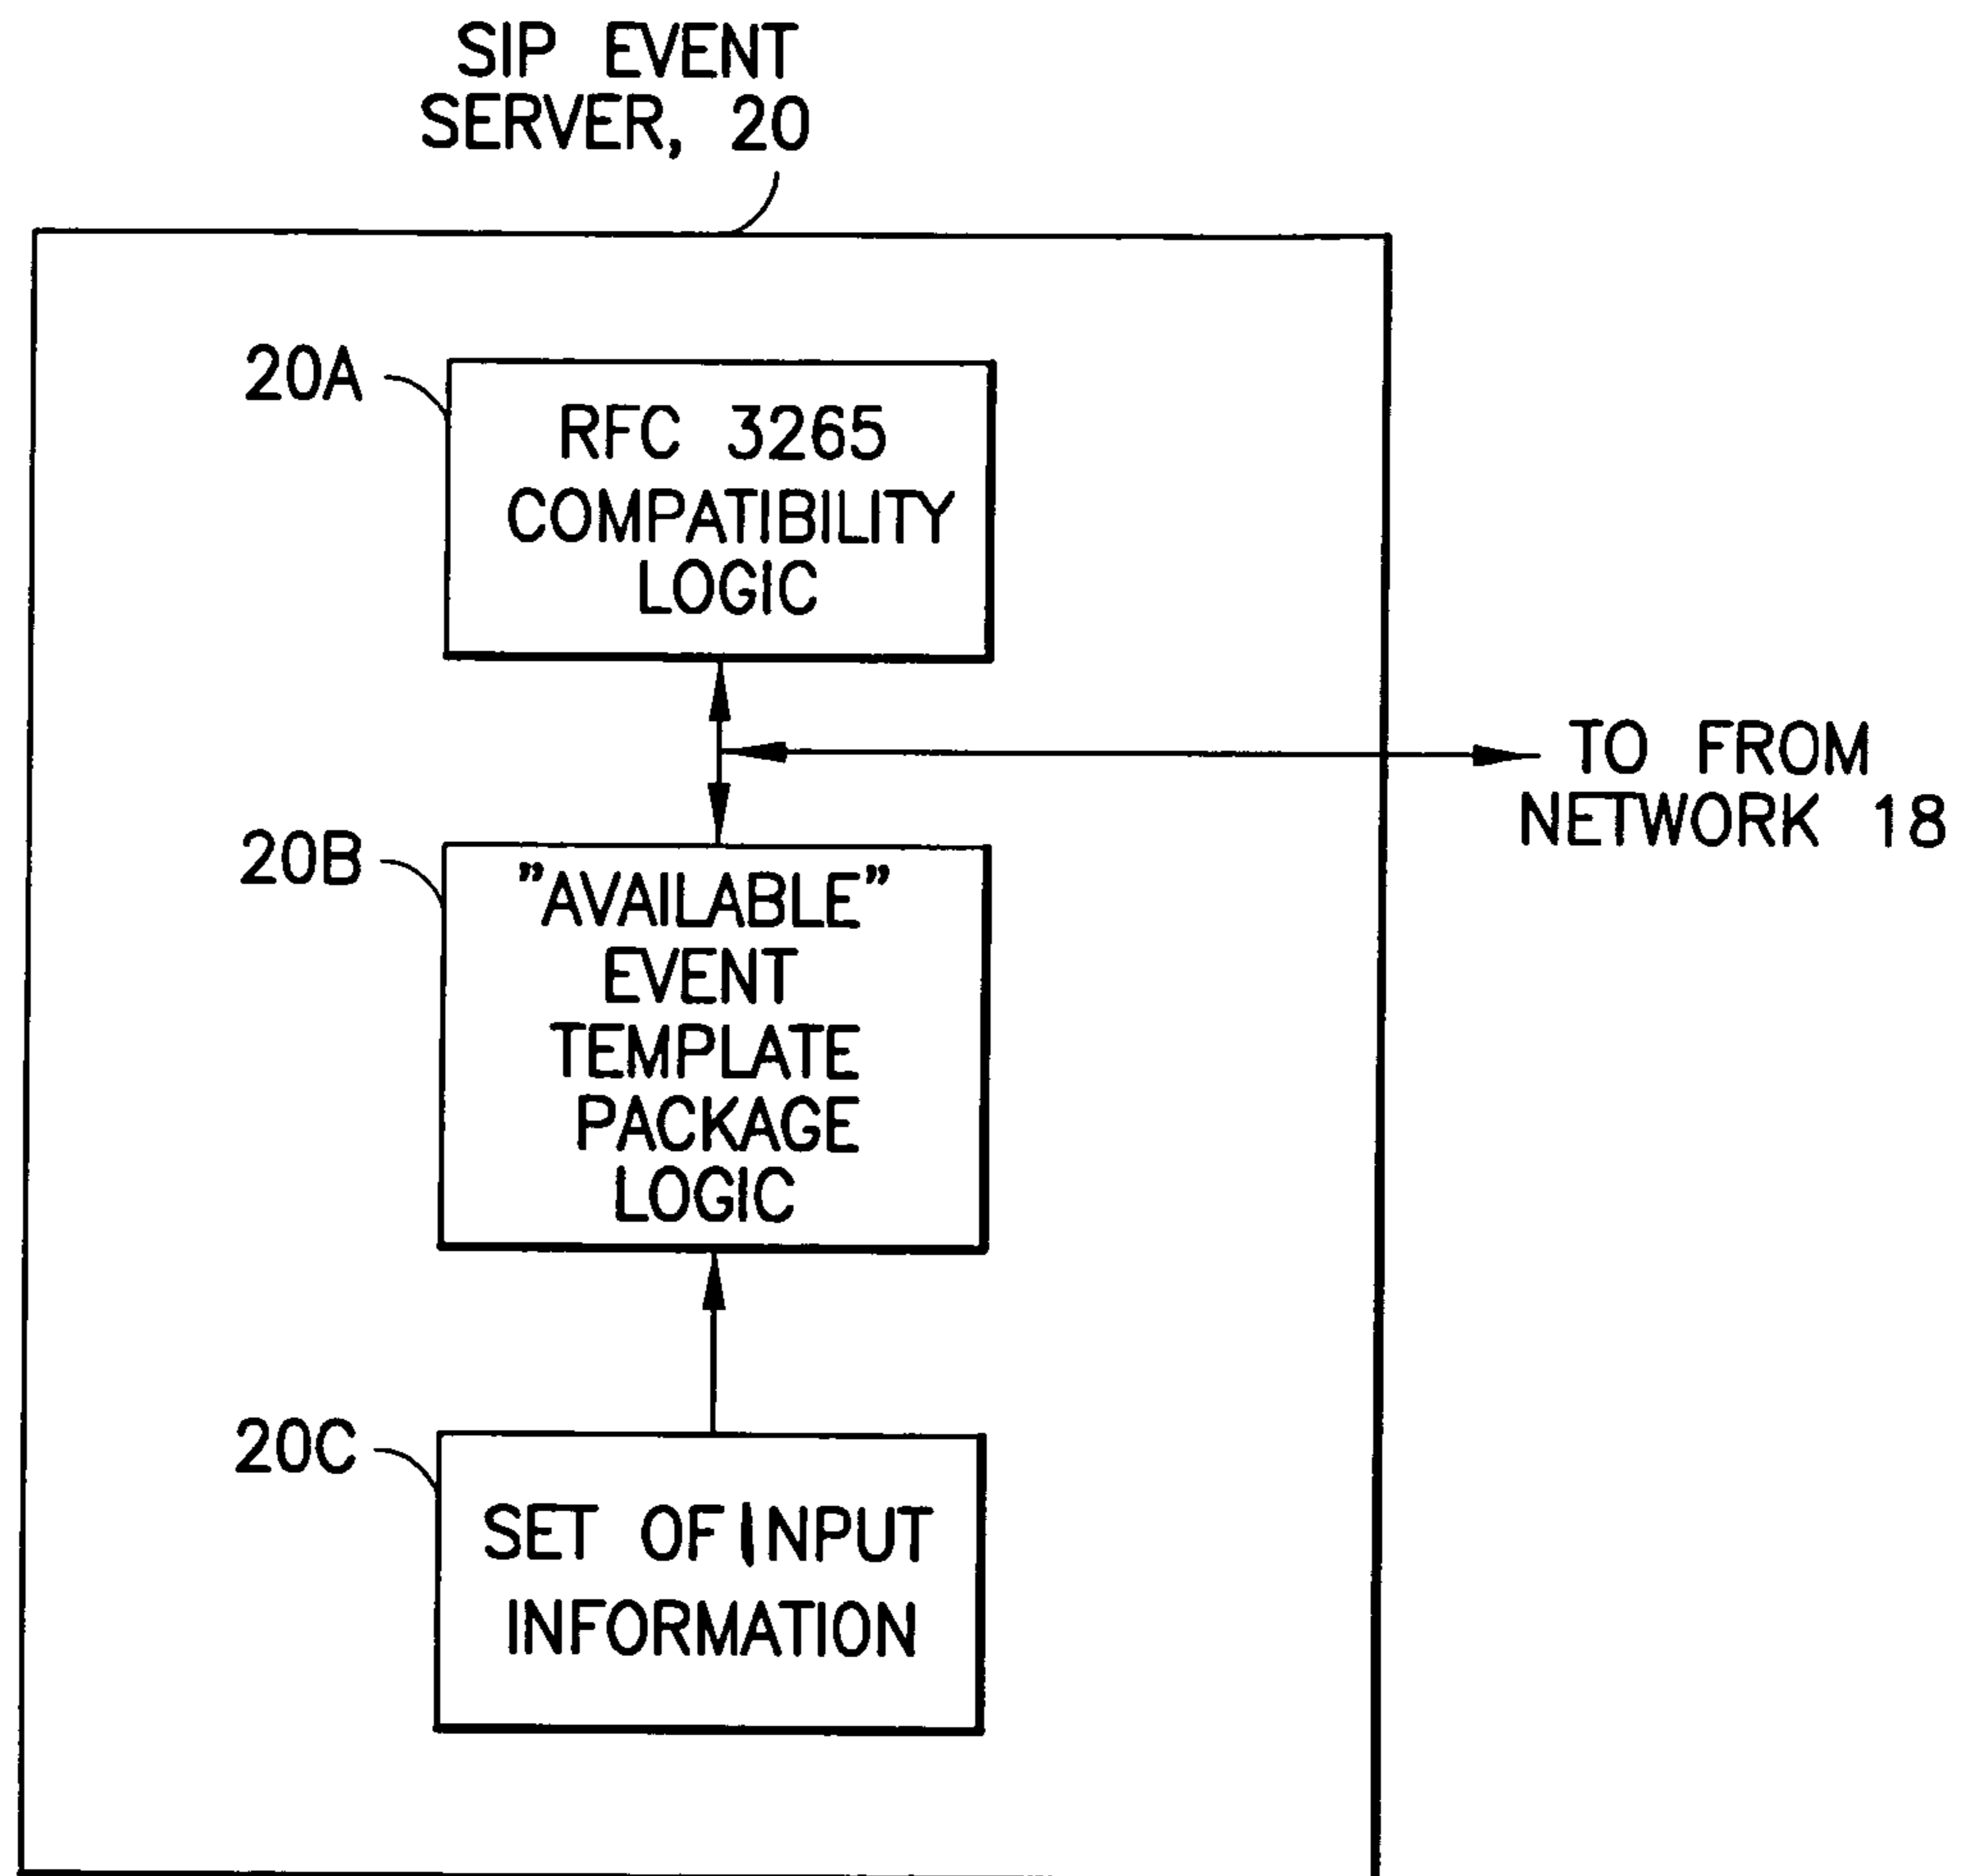 SIP EVENT
SERVER, 20
20A
RFC 3265
COMPATIBILITY
LOGIC
TO FROM
NETWORK 18
20B
"AVAILABLE"
EVENT
TEMPLATE
PACKAGE
LOGIC
20C
SET OF INPUT
INFORMATION